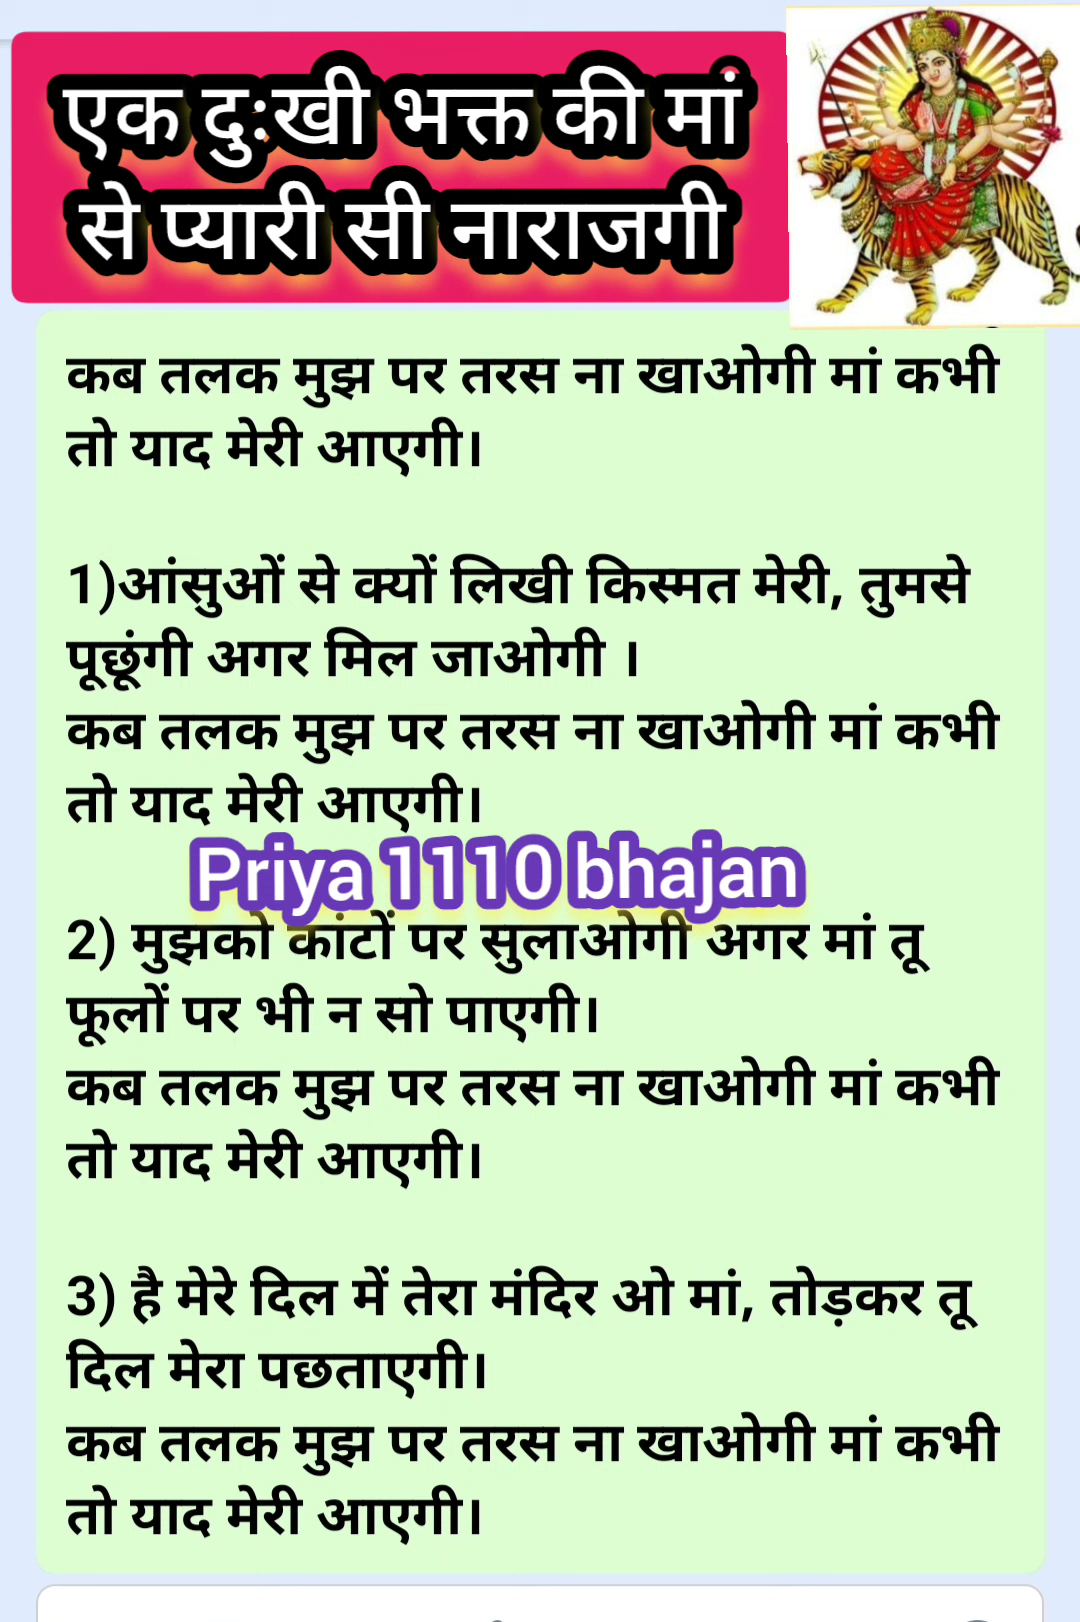 एक दुःखी भक्त की मां
से प्यारी सी नाराजगी
कब तलक मुझ पर तरस ना खाओगी मां कभी
तो याद मेरी आएगी।
1)आंसुओं से क्यों लिखी किस्मत मेरी, तुमसे
पूछूंगी अगर मिल जाओगी ।
कब तलक मुझ पर तरस ना खाओगी मां कभी
तो याद मेरी आएगी।
Priya 1110 bhajan
2) मुझको कांटों पर सुलाओगी अगर मां तू
फूलों पर भी न सो पाएगी।
कब तलक मुझ पर तरस ना खाओगी मां कभी
तो याद मेरी आएगी।
3) है मेरे दिल में तेरा मंदिर ओ मां, तोड़कर तू
दिल मेरा पछताएगी।
कब तलक मुझ पर तरस ना खाओगी मां कभी
तो याद मेरी आएगी।